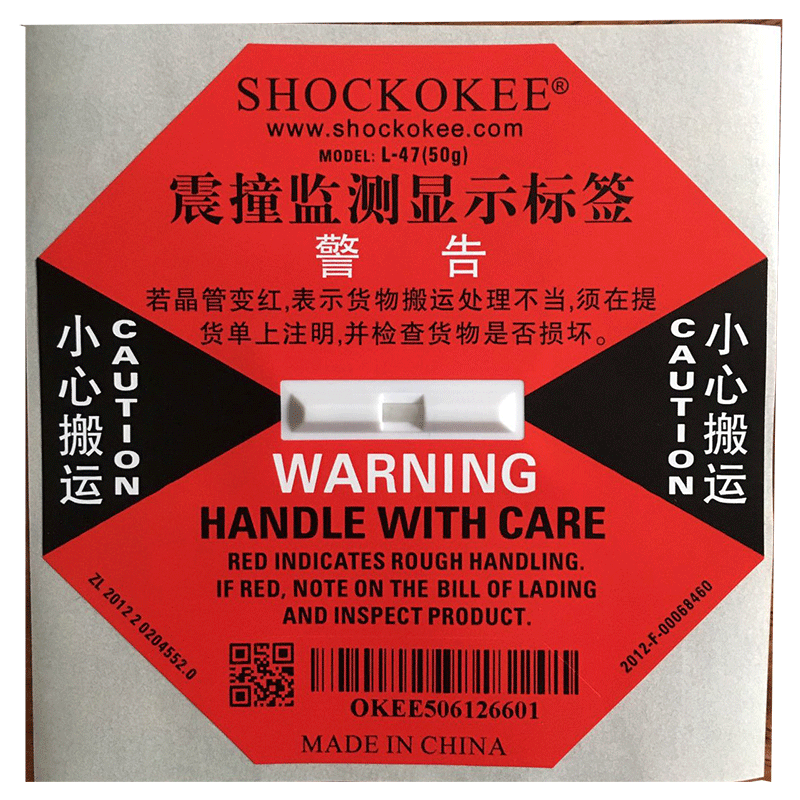 SHOCKOKEE®
www.shockokee.com
MODEL: L-47(50g)
震撞监测显示标签
警 告
若晶管变红,表示货物搬运处理不当,须在提
货单上注明,并检查货物是否损坏。
小心搬运
CAUTION
CAUTION
小心搬运
WARNING
HANDLE WITH CARE
RED INDICATES ROUGH HANDLING.
IF RED, NOTE ON THE BILL OF LADING
AND INSPECT PRODUCT.
ZL 2012 2 0204552.0
2012-F-00068460
OKEE506126601
MADE IN CHINA